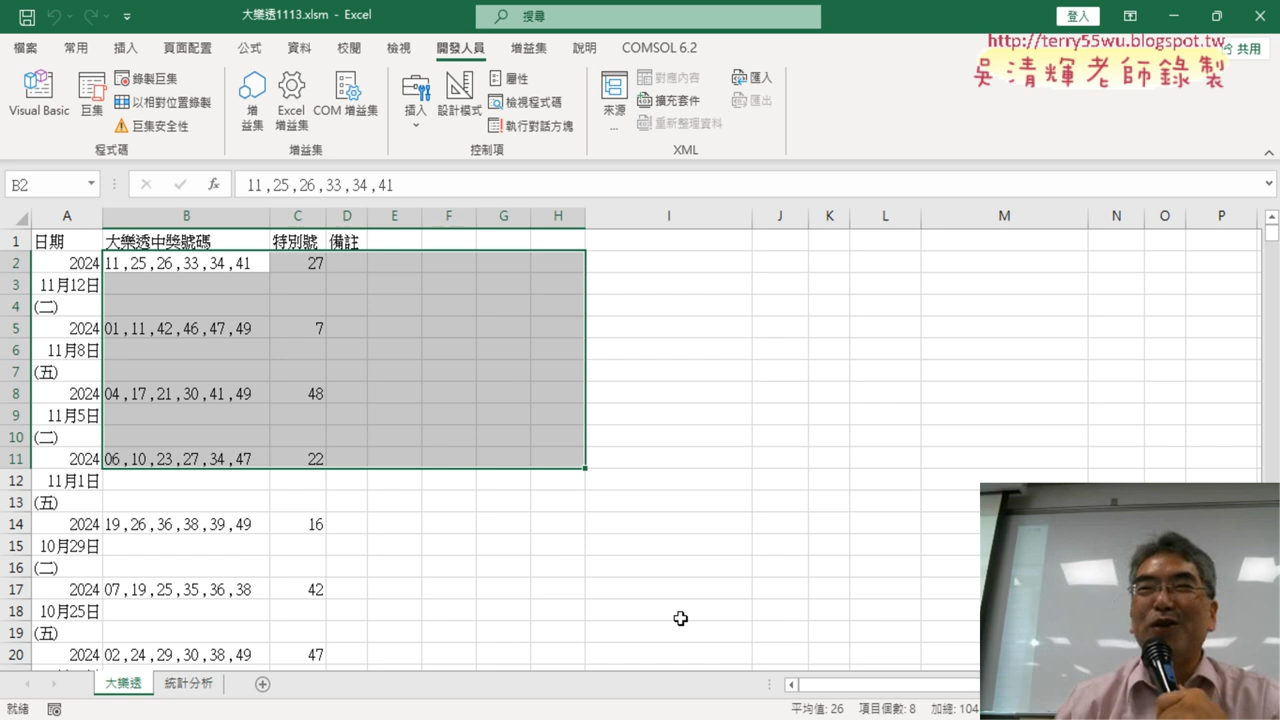 大樂透1113.xlsm - Excel
搜尋
登入
檔案 常用 插入 頁面配置 公式 資料 校閱 檢視 開發人員 增益集 說明 COMSOL 6.2
共用
http://terry55wu.blogspot.tw
吳清輝老師錄製
Visual Basic
巨集
錄製巨集
以相對位置錄製
巨集安全性
程式碼
增益集
Excel 增益集
COM 增益集
增益集
插入
設計模式
屬性
檢視程式碼
執行對話方塊
控制項
來源
...
對應內容
擴充套件
重新整理資料
匯入
匯出
XML
B2
fx
11,25,26,33,34,41
A B C D E F G H I J K L M N O P
1 日期 大樂透中獎號碼 特別號 備註
2 2024 11,25,26,33,34,41 27
3 11月12日
4 (二)
5 2024 01,11,42,46,47,49 7
6 11月8日
7 (五)
8 2024 04,17,21,30,41,49 48
9 11月5日
10 (二)
11 2024 06,10,23,27,34,47 22
12 11月1日
13 (五)
14 2024 19,26,36,38,39,49 16
15 10月29日
16 (二)
17 2024 07,19,25,35,36,38 42
18 10月25日
19 (五)
20 2024 02,24,29,30,38,49 47
大樂透 統計分析
就緒
平均值: 26 項目個數: 8 加總: 104